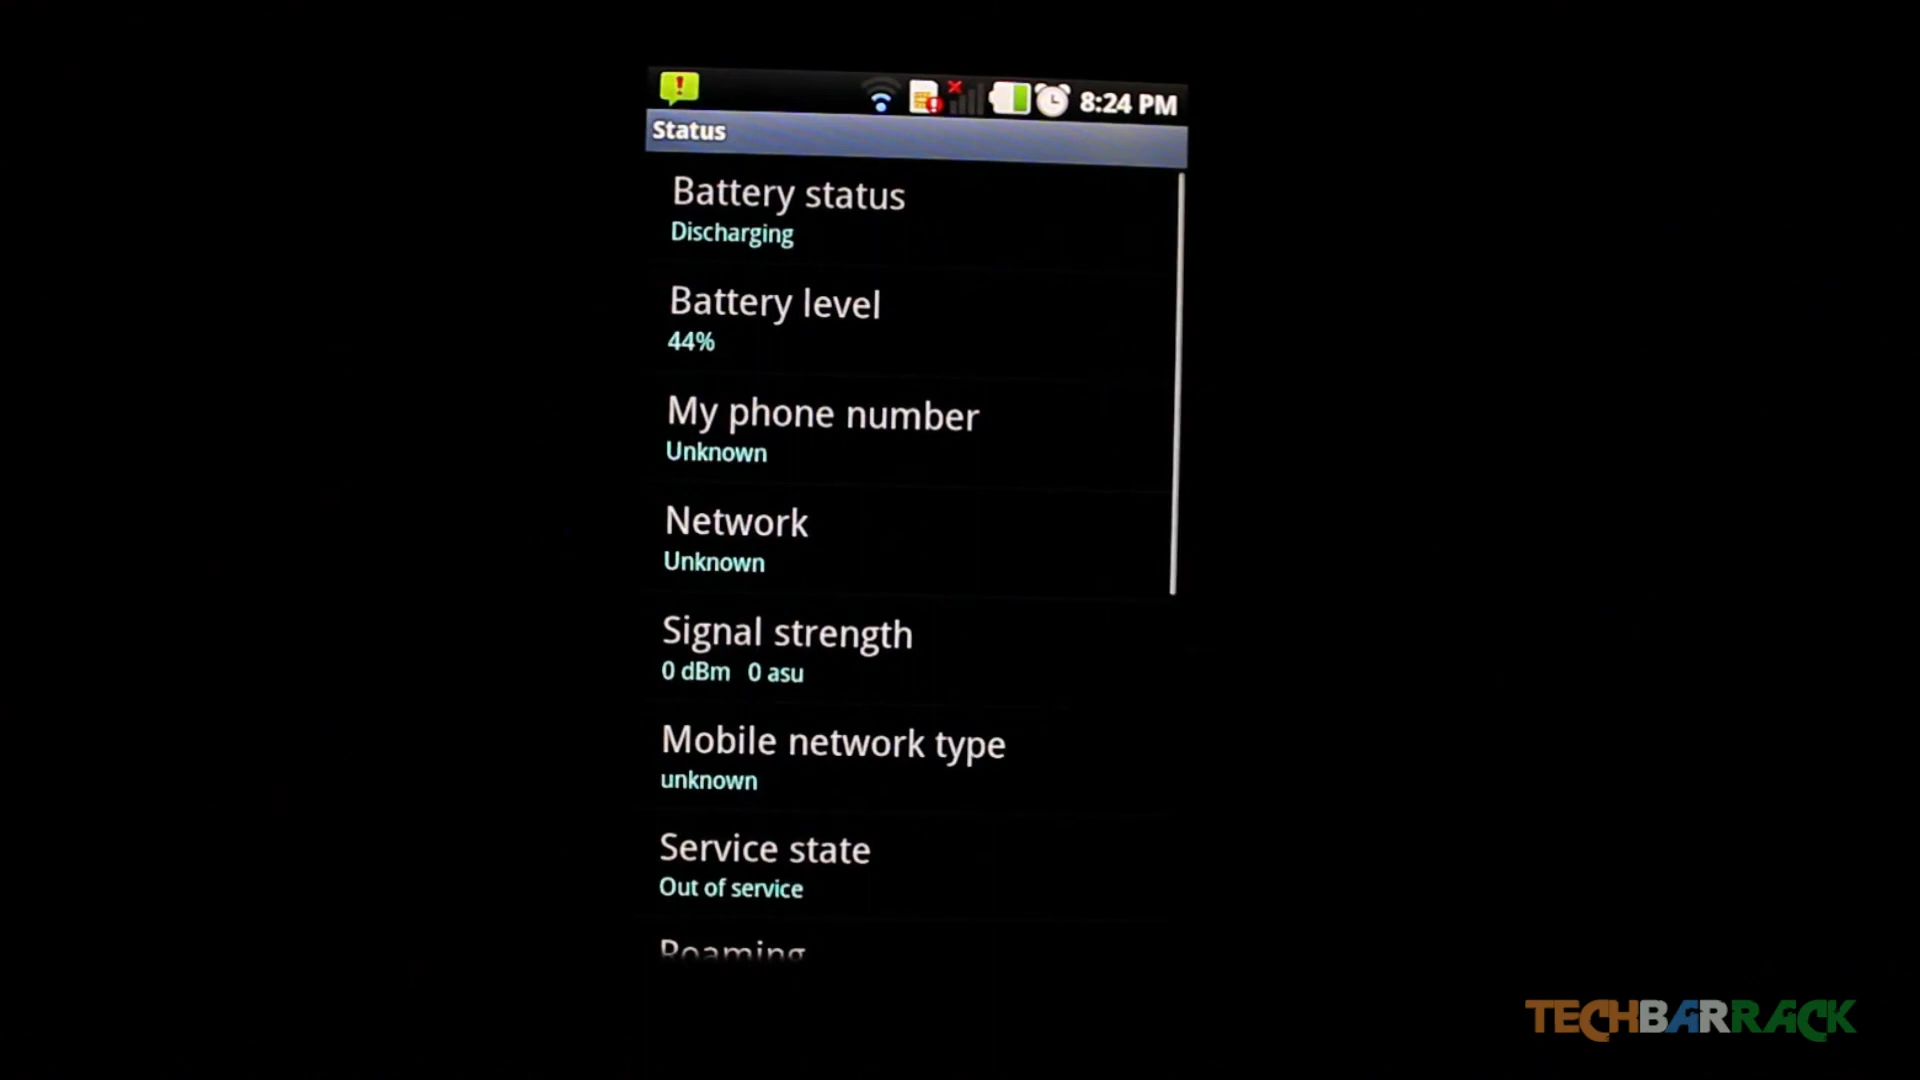 8:24 PM
Status
Battery status
Discharging
Battery level
44%
My phone number
Unknown
Network
Unknown
Signal strength
0 dBm 0 asu
Mobile network type
unknown
Service state
Out of service
Roaming
TECHBARRACK